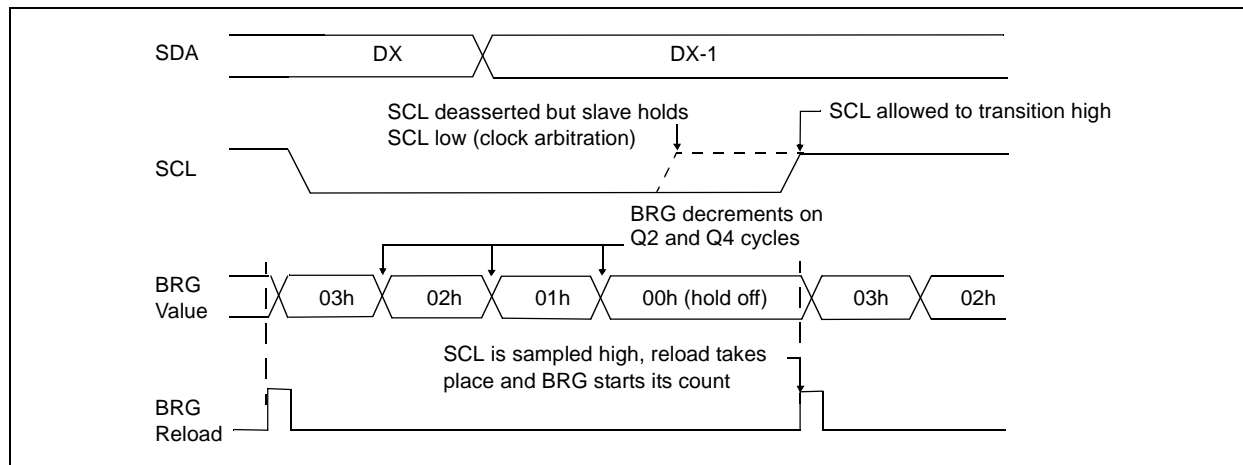 SDA
DX
DX-1
SCL deasserted but slave holds
SCL low (clock arbitration)
SCL allowed to transition high
SCL
BRG decrements on
Q2 and Q4 cycles
BRG
Value
03h
02h
01h
00h (hold off)
03h
02h
SCL is sampled high, reload takes
place and BRG starts its count
BRG
Reload